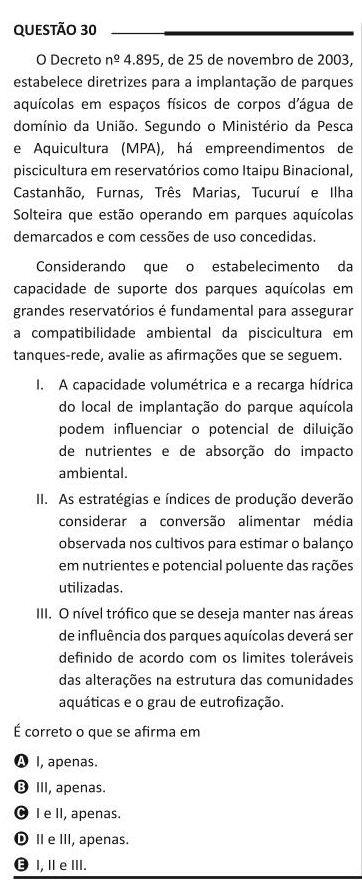 QUESTÃO 30
O Decreto nº 4.895, de 25 de novembro de 2003,
estabelece diretrizes para a implantação de parques
aquícolas em espaços físicos de corpos d'água de
domínio da União. Segundo o Ministério da Pesca
e Aquicultura (MPA), há empreendimentos de
piscicultura em reservatórios como Itaipu Binacional,
Castanhão, Furnas, Três Marias, Tucuruí e Ilha
Solteira que estão operando em parques aquícolas
demarcados e com cessões de uso concedidas.
Considerando que o estabelecimento da
capacidade de suporte dos parques aquícolas em
grandes reservatórios é fundamental para assegurar
a compatibilidade ambiental da piscicultura em
tanques-rede, avalie as afirmações que se seguem.
I. A capacidade volumétrica e a recarga hídrica
do local de implantação do parque aquícola
podem influenciar o potencial de diluição
de nutrientes e de absorção do impacto
ambiental.
II. As estratégias e índices de produção deverão
considerar a conversão alimentar média
observada nos cultivos para estimar o balanço
em nutrientes e potencial poluente das rações
utilizadas.
III. O nível trófico que se deseja manter nas áreas
de influência dos parques aquícolas deverá ser
definido de acordo com os limites toleráveis
das alterações na estrutura das comunidades
aquáticas e o grau de eutrofização.
É correto o que se afirma em
A I, apenas.
B III, apenas.
C I e II, apenas.
D II e III, apenas.
E I, II e III.